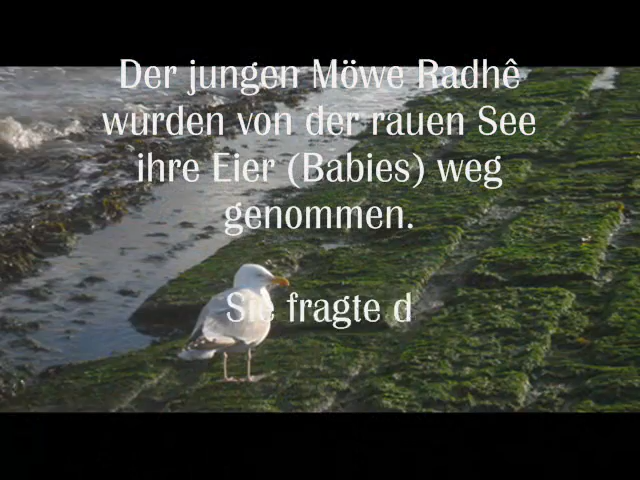 Der jungen Möwe Radhê
wurden von der rauen See
ihre Eier (Babies) weg
genommen.
Sie fragte d